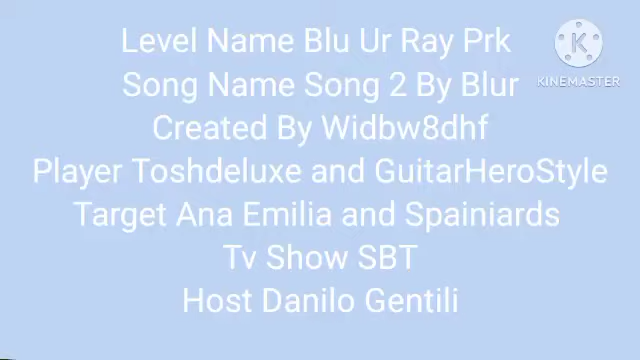 Level Name Blu Ur Ray Prk
Song Name Song 2 By Blur
Created By Widbw8dhf
Player Toshdeluxe and GuitarHeroStyle
Target Ana Emilia and Spainiards
Tv Show SBT
Host Danilo Gentili
K
KINEMASTER